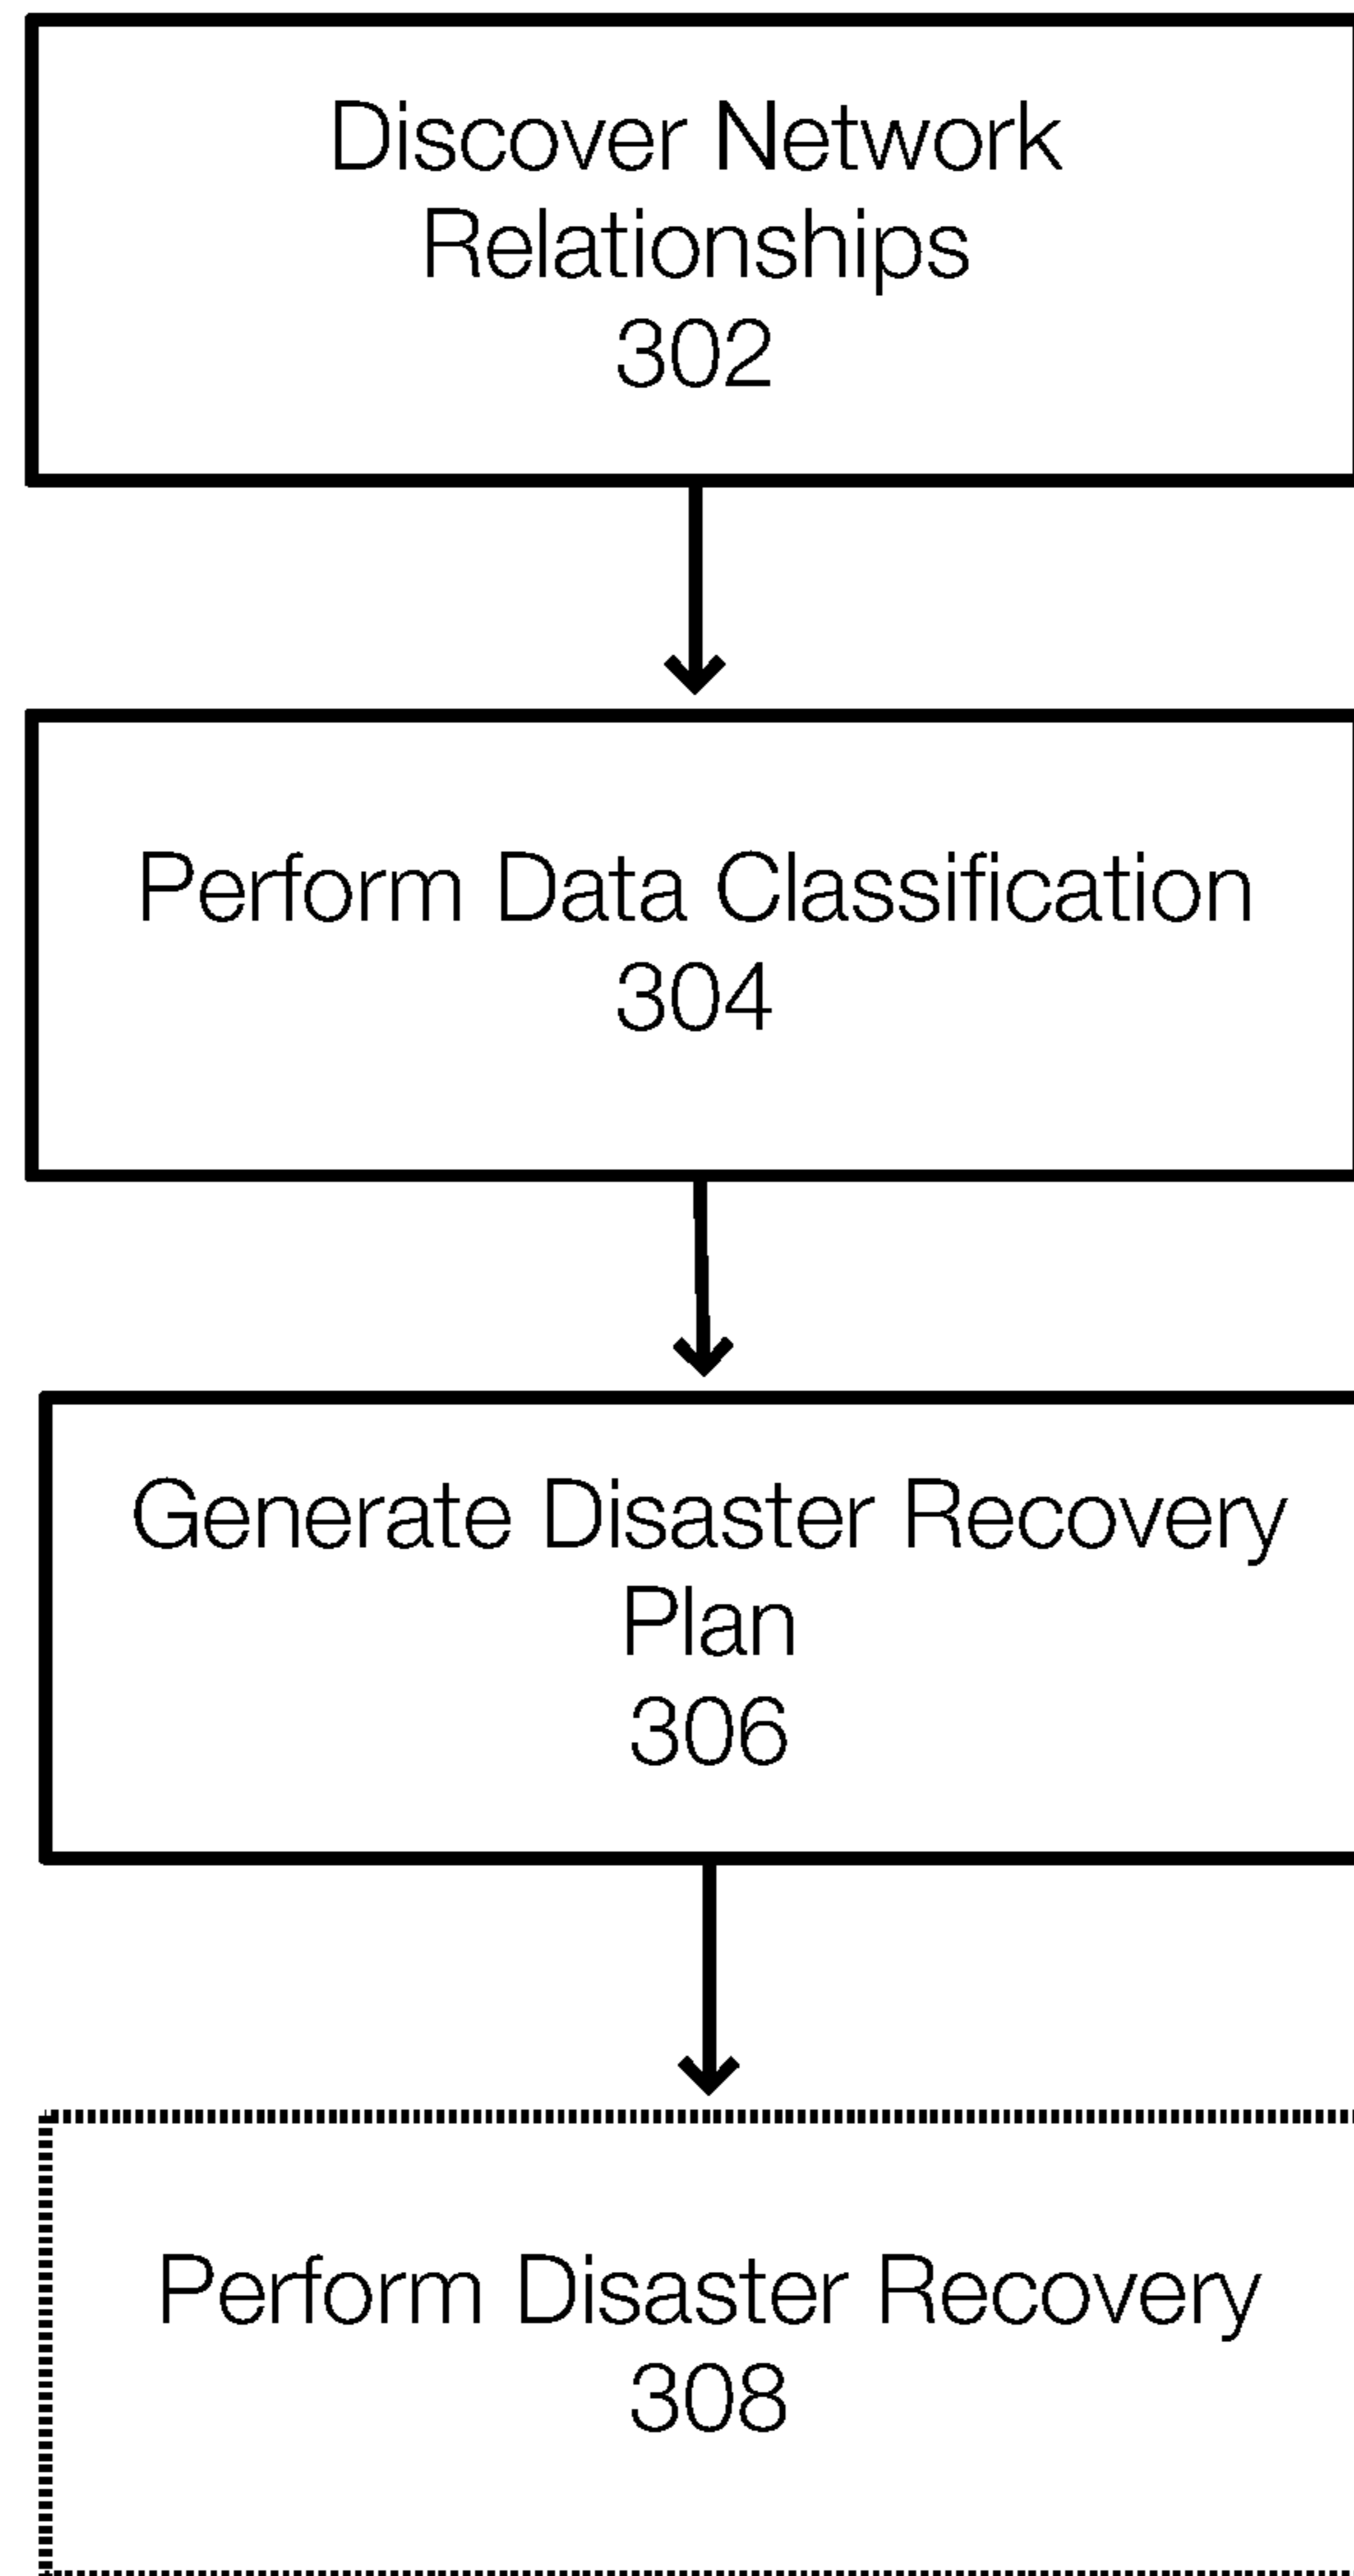 Discover Network
Relationships
302
Perform Data Classification
304
Generate Disaster Recovery
Plan
306
Perform Disaster Recovery
308